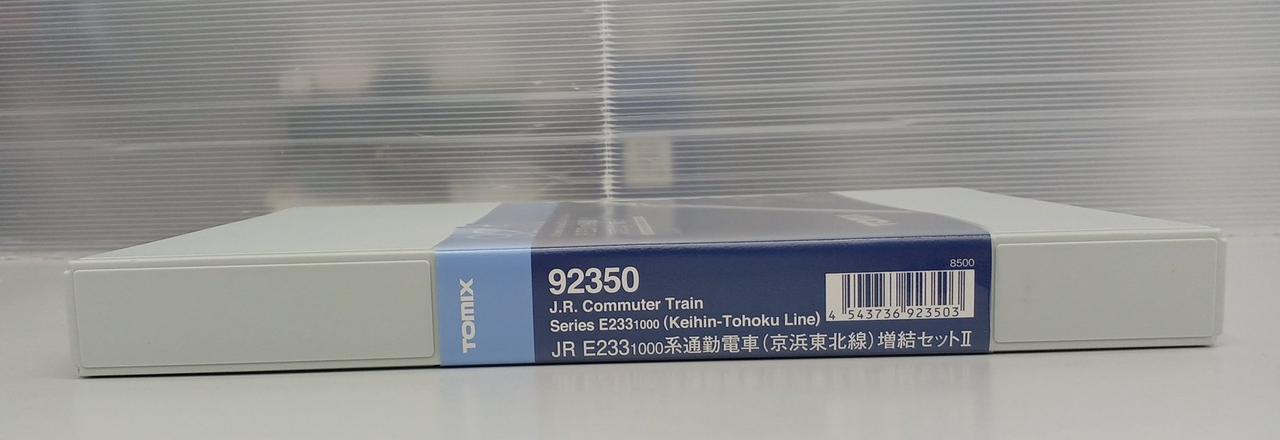 TOMIX
92350
J.R. Commuter Train
Series E2331000 (Keihin-Tohoku Line)
JR E2331000系通勤電車(京浜東北線)増結セットⅡ
8500
4 543736 923503